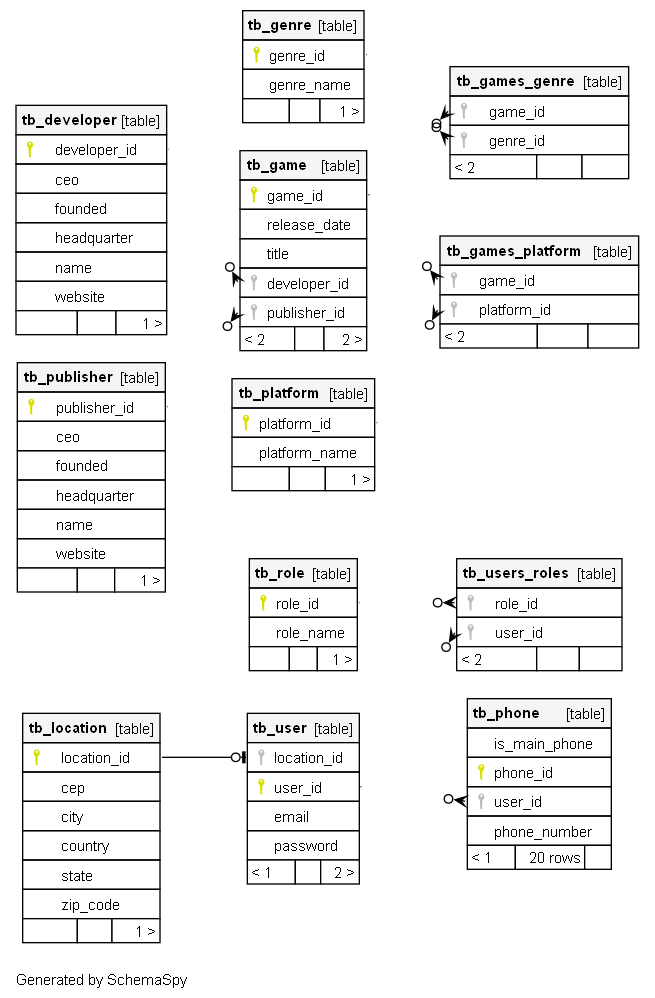 tb_genre [table]
genre_id
genre_name
1 >
tb_games_genre [table]
game_id
genre_id
< 2
tb_developer [table]
developer_id
ceo
founded
headquarter
name
website
1 >
tb_game [table]
game_id
release_date
title
developer_id
publisher_id
< 2 2 >
tb_games_platform [table]
game_id
platform_id
< 2
tb_publisher [table]
publisher_id
ceo
founded
headquarter
name
website
1 >
tb_platform [table]
platform_id
platform_name
1 >
tb_role [table]
role_id
role_name
1 >
tb_users_roles [table]
role_id
user_id
< 2
tb_location [table]
location_id
cep
city
country
state
zip_code
1 >
tb_user [table]
location_id
user_id
email
password
< 1 2 >
tb_phone [table]
is_main_phone
phone_id
user_id
phone_number
< 1 20 rows
Generated by SchemaSpy